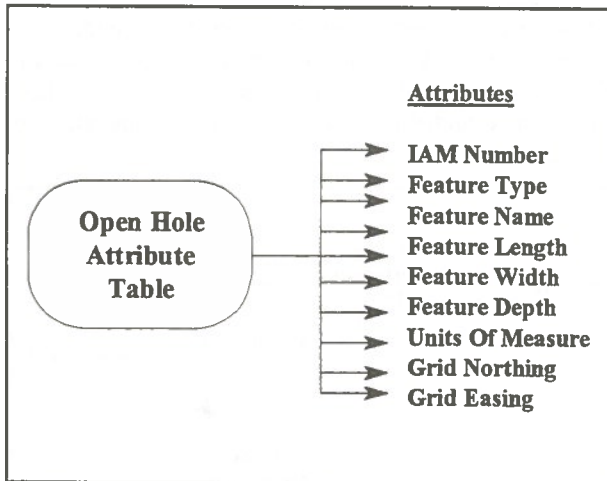 Attributes
Open Hole
Attribute
Table
IAM Number
Feature Type
Feature Name
Feature Length
Feature Width
Feature Depth
Units Of Measure
Grid Northing
Grid Easing